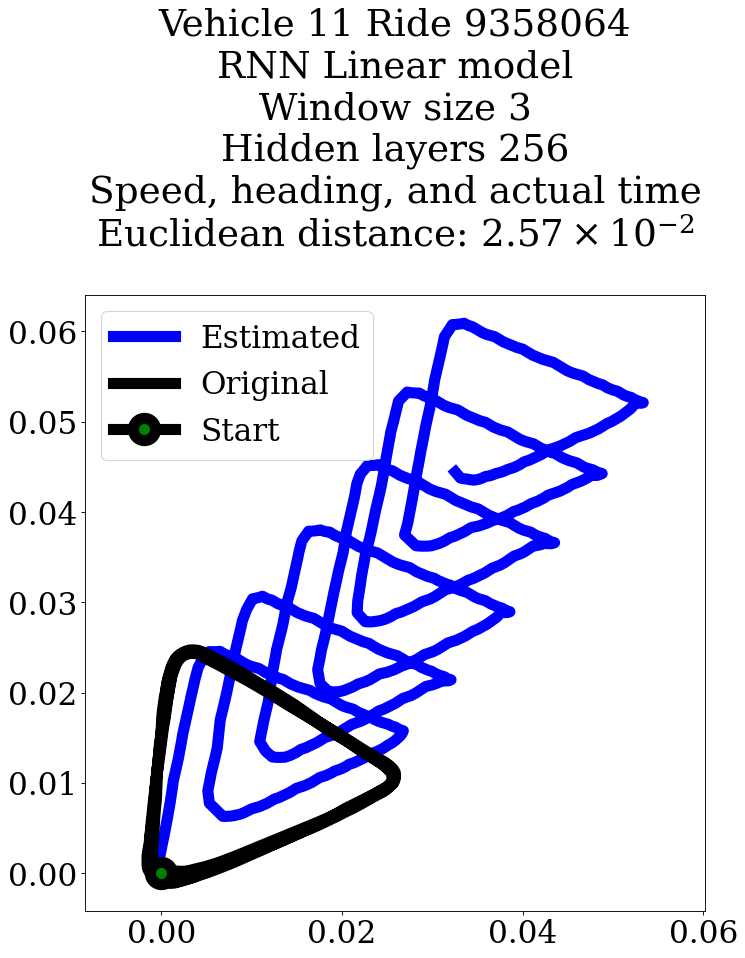 Vehicle 11 Ride 9358064
RNN Linear model
Window size 3
Hidden layers 256
Speed, heading, and actual time
Euclidean distance: 2.57 × 10⁻²
Estimated
Original
Start
0.06
0.05
0.04
0.03
0.02
0.01
0.00
0.00 0.02 0.04 0.06